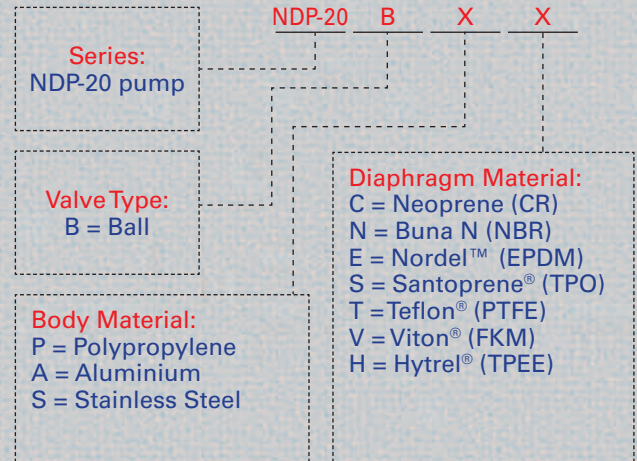 NDP-20 B X X
Series:
NDP-20 pump
Valve Type:
B = Ball
Body Material:
P = Polypropylene
A = Aluminium
S = Stainless Steel
Diaphragm Material:
C = Neoprene (CR)
N = Buna N (NBR)
E = Nordel™ (EPDM)
S = Santoprene® (TPO)
T = Teflon® (PTFE)
V = Viton® (FKM)
H = Hytrel® (TPEE)